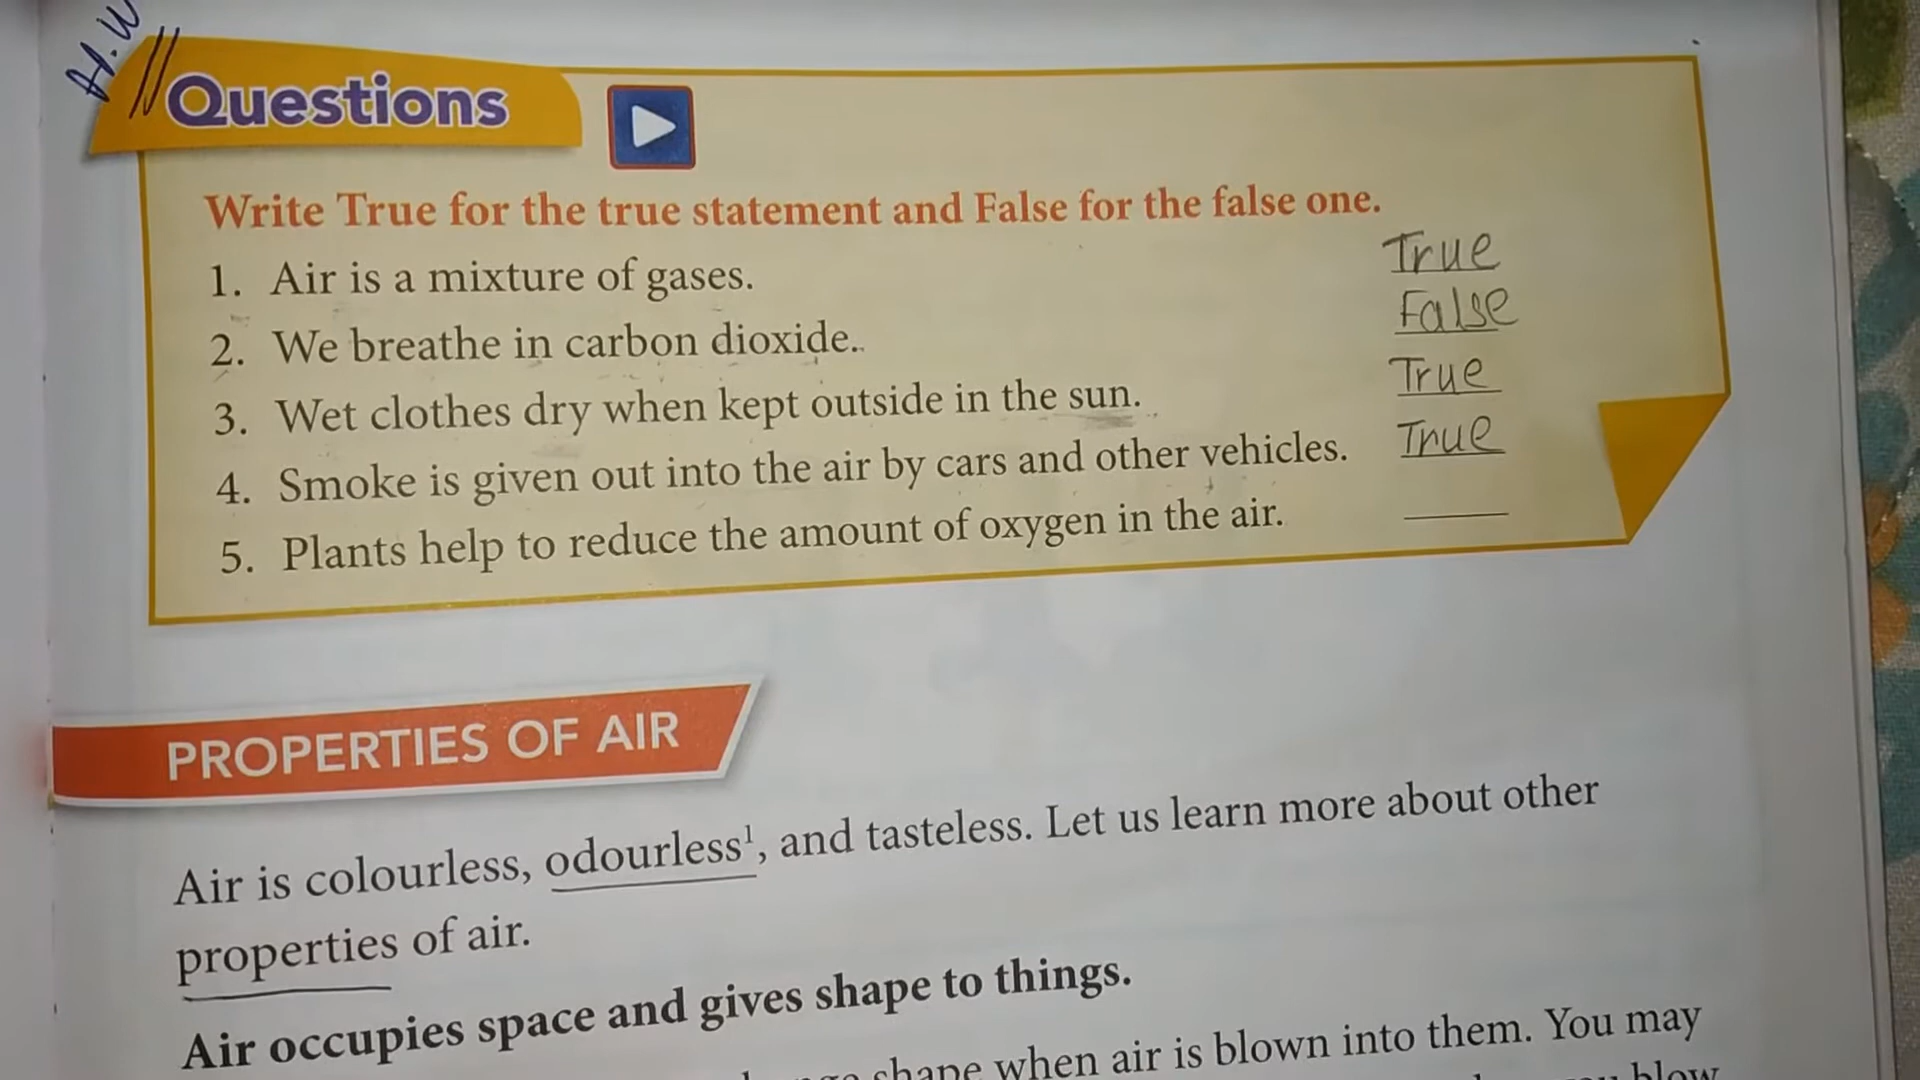 H.W
Questions
Write True for the true statement and False for the false one.
1. Air is a mixture of gases. True
2. We breathe in carbon dioxide. False
3. Wet clothes dry when kept outside in the sun. True
4. Smoke is given out into the air by cars and other vehicles. True
5. Plants help to reduce the amount of oxygen in the air.
PROPERTIES OF AIR
Air is colourless, odourless¹, and tasteless. Let us learn more about other
properties of air.
Air occupies space and gives shape to things.
shape when air is blown into them. You may
blow